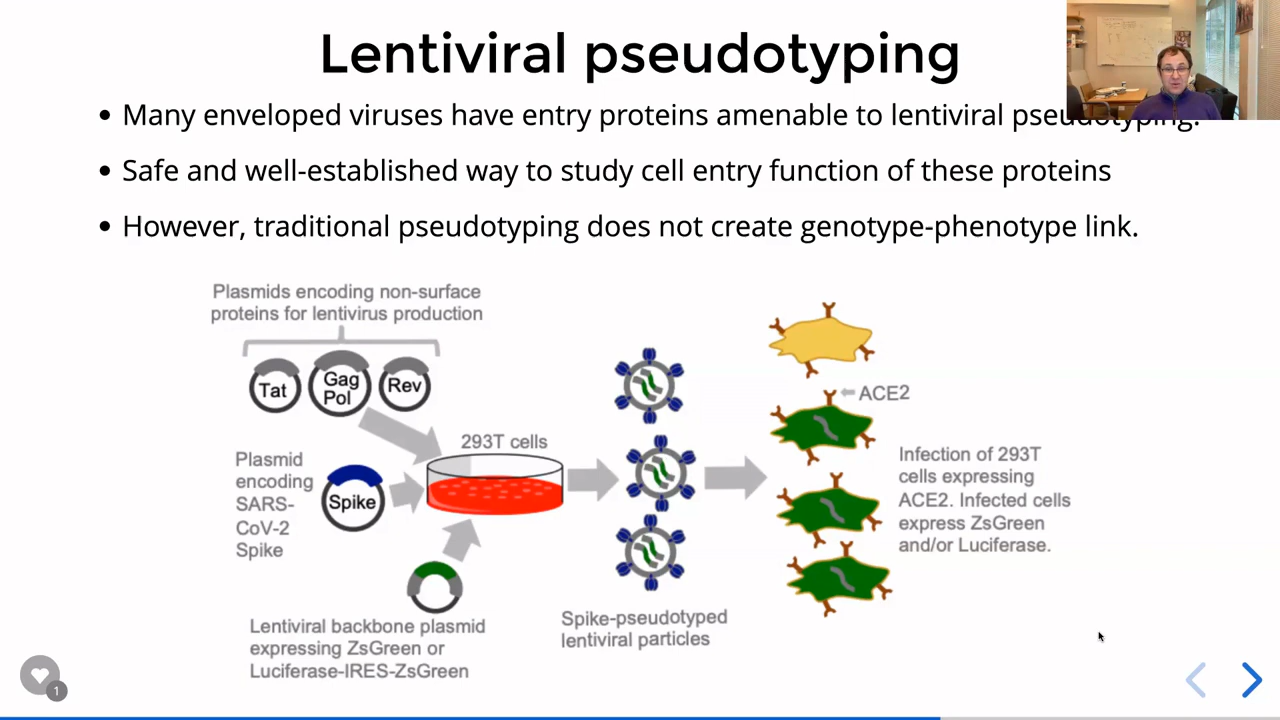 Lentiviral pseudotyping
• Many enveloped viruses have entry proteins amenable to lentiviral pseudotyping.
• Safe and well-established way to study cell entry function of these proteins
• However, traditional pseudotyping does not create genotype-phenotype link.
Plasmids encoding non-surface
proteins for lentivirus production
Tat
Gag
Pol
Rev
Plasmid
encoding
SARS-
CoV-2
Spike
Spike
293T cells
Lentiviral backbone plasmid
expressing ZsGreen or
Luciferase-IRES-ZsGreen
Spike-pseudotyped
lentiviral particles
ACE2
Infection of 293T
cells expressing
ACE2. Infected cells
express ZsGreen
and/or Luciferase.
1